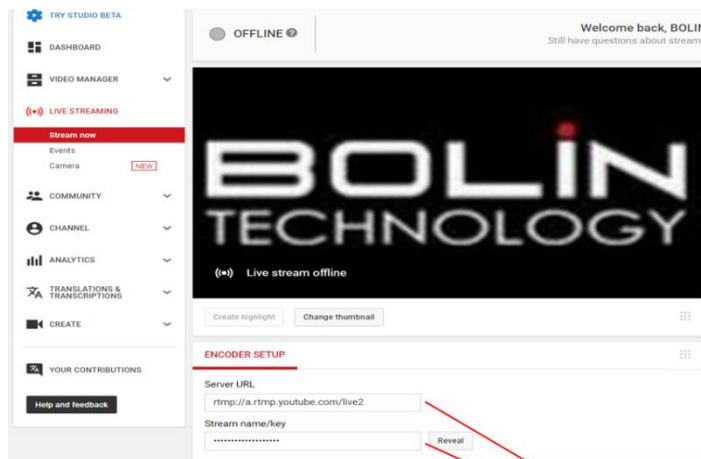 TRY STUDIO BETA
DASHBOARD
VIDEO MANAGER
LIVE STREAMING
Stream now
Events
Camera NEW
COMMUNITY
CHANNEL
ANALYTICS
TRANSLATIONS &
TRANSCRIPTIONS
CREATE
YOUR CONTRIBUTIONS
Help and feedback
OFFLINE
Welcome back, BOLIN
Still have questions about stream
BOLIN
TECHNOLOGY
Live stream offline
Create highlight Change thumbnail
ENCODER SETUP
Server URL
rtmp://a.rtmp.youtube.com/live2
Stream name/key
•••••••••••••••••••
Reveal